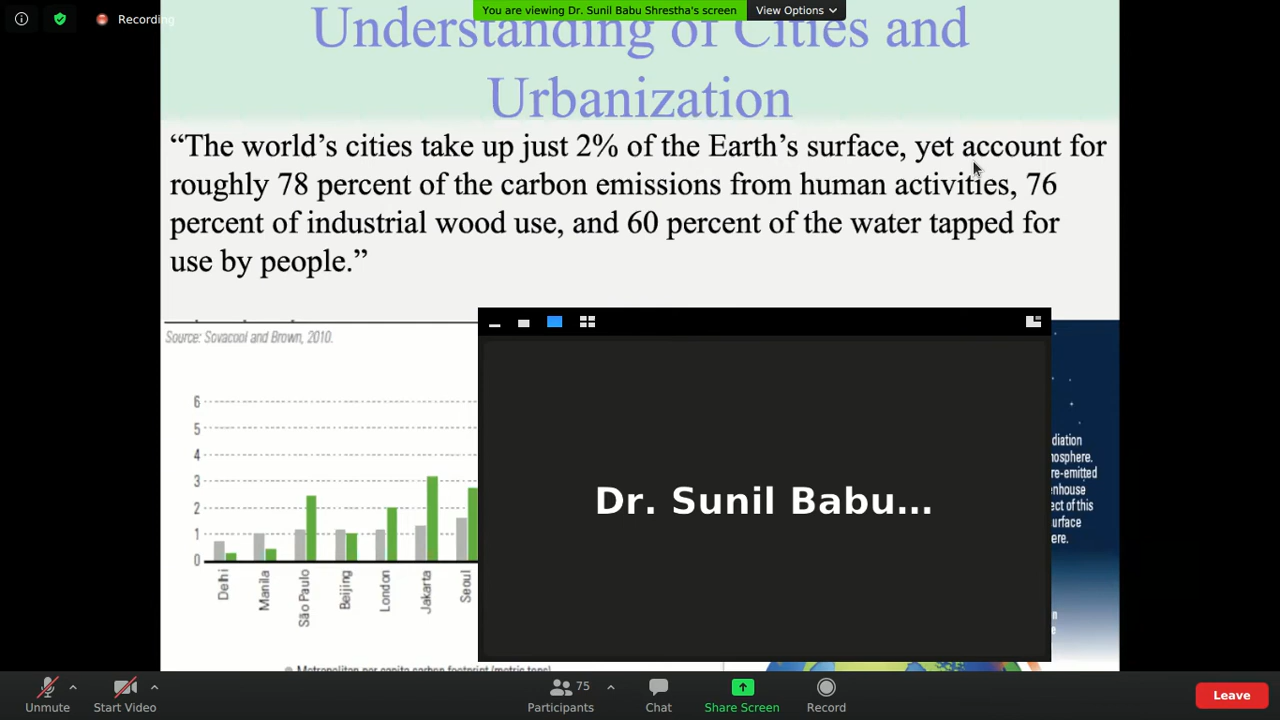 Recording
You are viewing Dr. Sunil Babu Shrestha's screen
View Options
Understanding of Cities and
Urbanization
“The world’s cities take up just 2% of the Earth’s surface, yet account for
roughly 78 percent of the carbon emissions from human activities, 76
percent of industrial wood use, and 60 percent of the water tapped for
use by people.”
Source: Sovacool and Brown, 2010.
6
5
4
3
2
1
0
Delhi
Manila
São Paulo
Beijing
London
Jakarta
Seoul
Metropolitan per capita carbon footprint (metric tons)
Dr. Sunil Babu...
diation
nosphere.
re-emitted
enhouse
ect of this
surface
ere.
n
e
Unmute
Start Video
Participants
75
Chat
Share Screen
Record
Leave